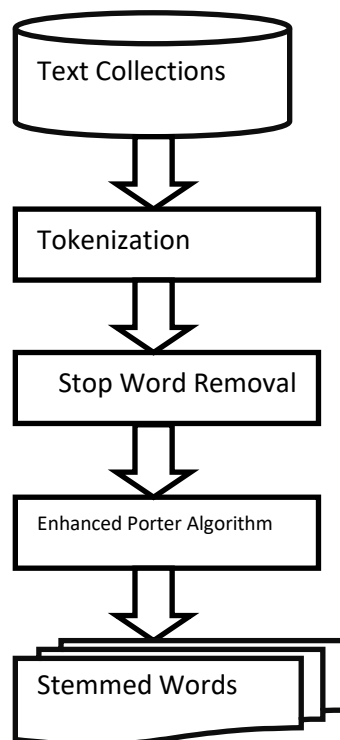 Text Collections
Tokenization
Stop Word Removal
Enhanced Porter Algorithm
Stemmed Words